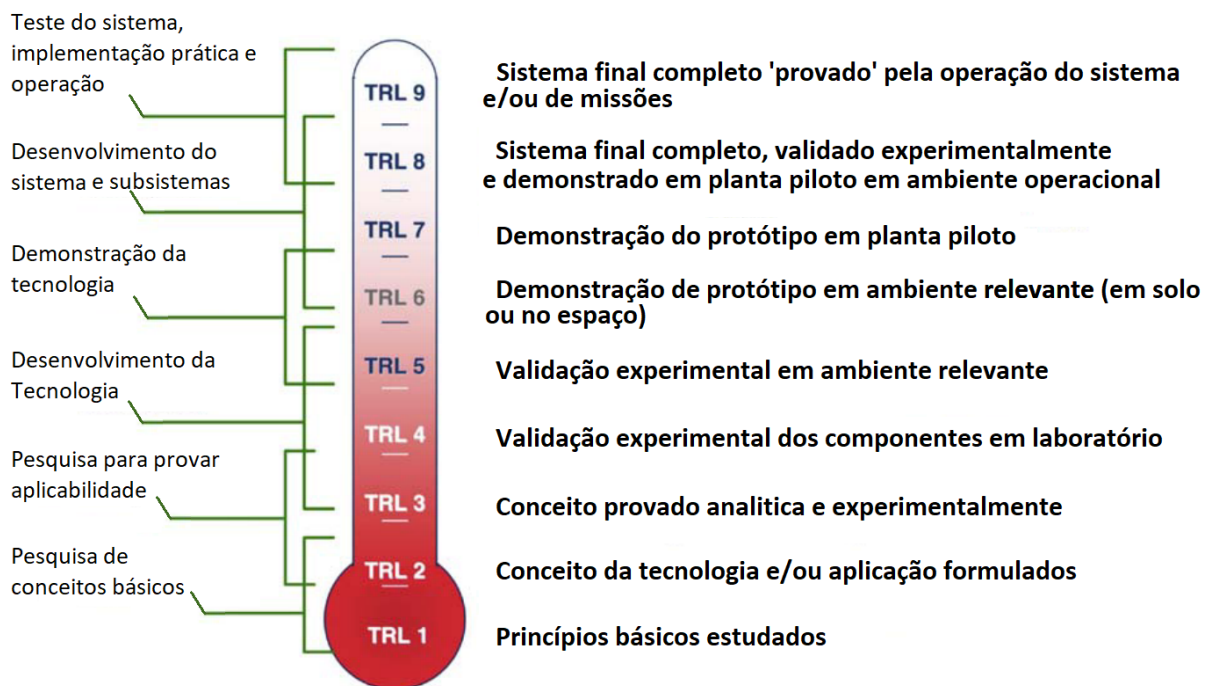 Teste do sistema,
implementação prática e
operação
Desenvolvimento do
sistema e subsistemas
Demonstração da
tecnologia
Desenvolvimento da
Tecnologia
Pesquisa para provar
aplicabilidade
Pesquisa de
conceitos básicos
TRL 9
TRL 8
TRL 7
TRL 6
TRL 5
TRL 4
TRL 3
TRL 2
TRL 1
Sistema final completo 'provado' pela operação do sistema
e/ou de missões
Sistema final completo, validado experimentalmente
e demonstrado em planta piloto em ambiente operacional
Demonstração do protótipo em planta piloto
Demonstração de protótipo em ambiente relevante (em solo
ou no espaço)
Validação experimental em ambiente relevante
Validação experimental dos componentes em laboratório
Conceito provado analitica e experimentalmente
Conceito da tecnologia e/ou aplicação formulados
Princípios básicos estudados